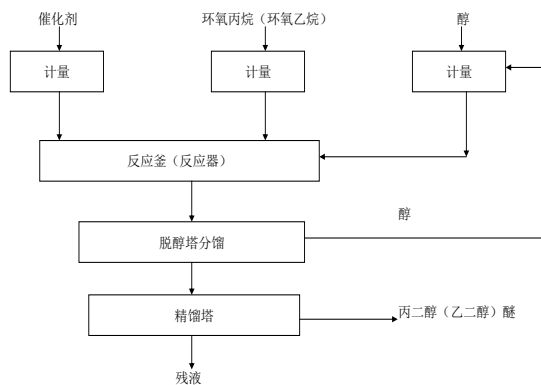 催化剂
环氧丙烷（环氧乙烷）
醇
计量
计量
计量
反应釜（反应器）
醇
脱醇塔分馏
精馏塔
丙二醇（乙二醇）醚
残液